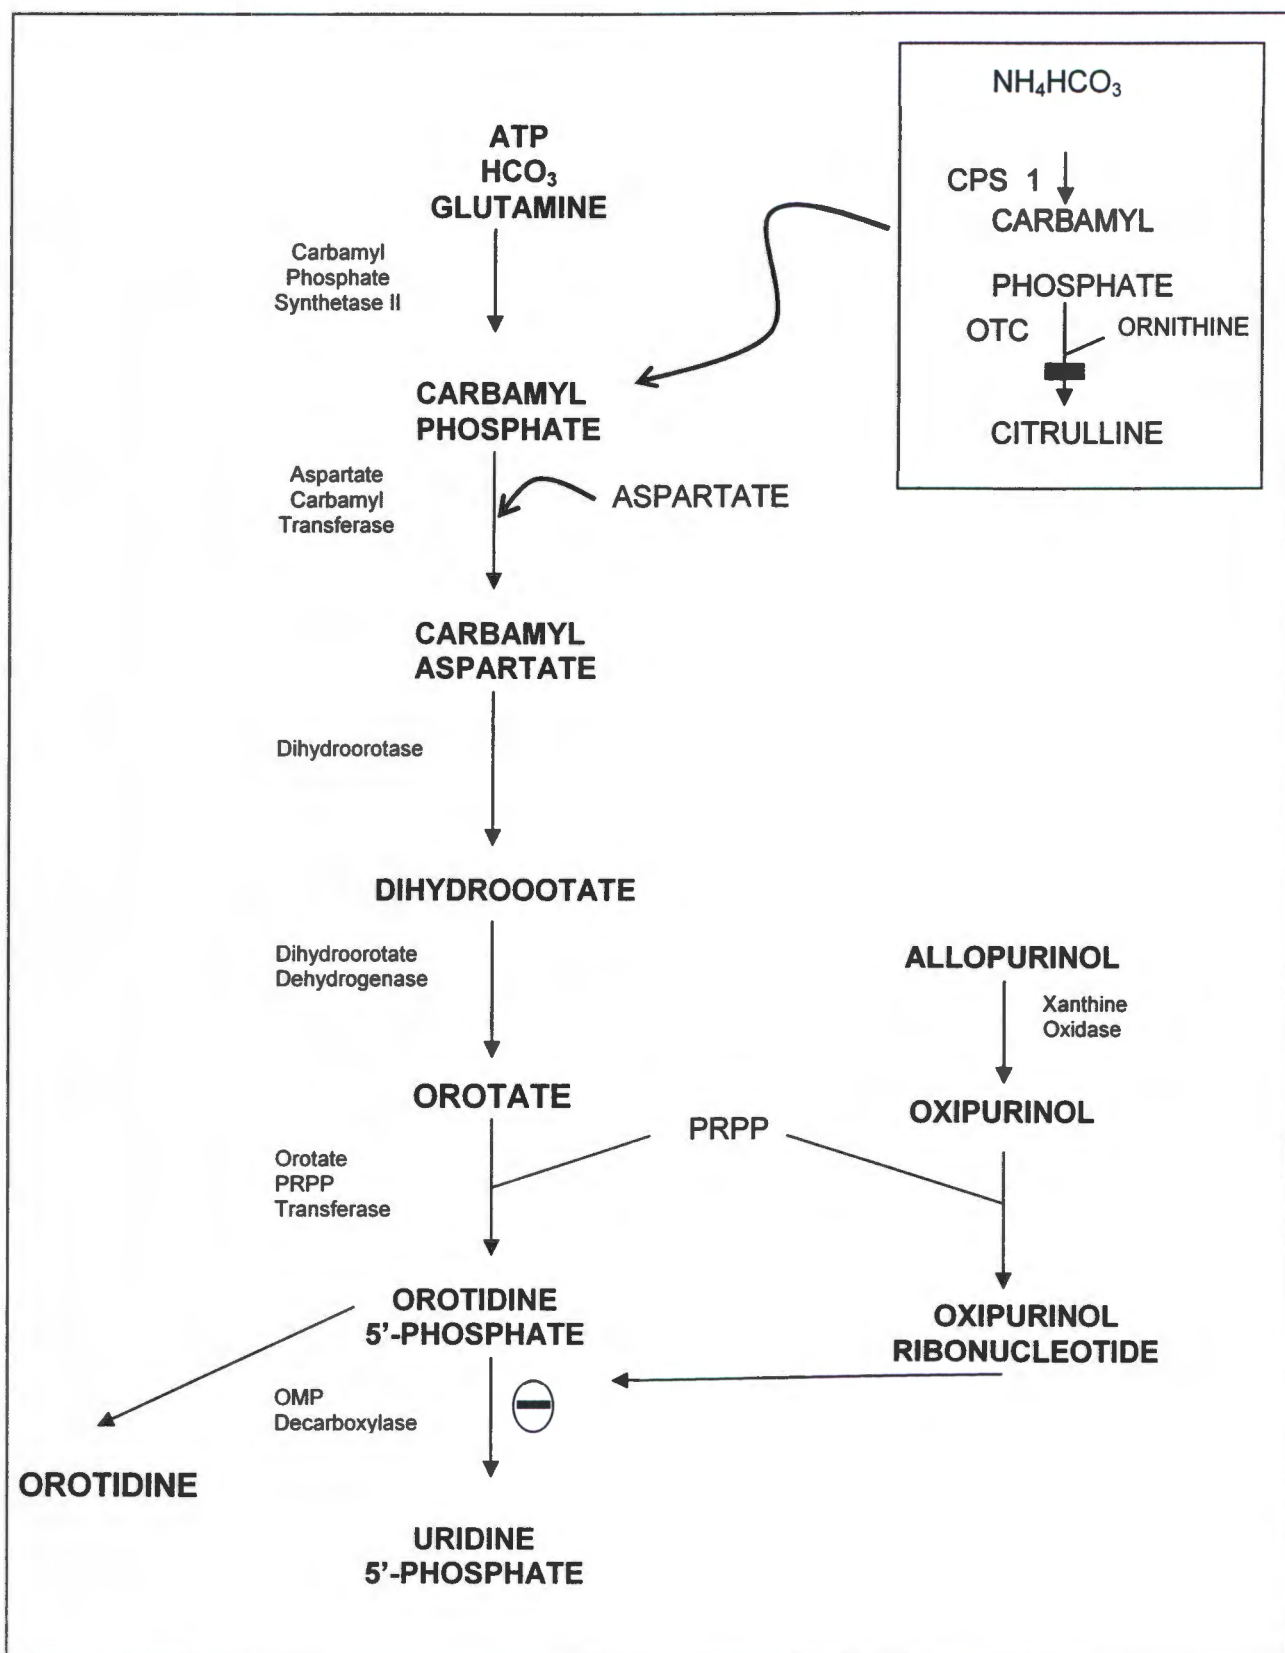 NH₄HCO₃
CPS 1
CARBAMYL
PHOSPHATE
OTC
ORNITHINE
CITRULLINE
ATP
HCO₃
GLUTAMINE
Carbamyl
Phosphate
Synthetase II
CARBAMYL
PHOSPHATE
Aspartate
Carbamyl
Transferase
ASPARTATE
CARBAMYL
ASPARTATE
Dihydroorotase
DIHYDROOOTATE
Dihydroorotate
Dehydrogenase
ALLOPURINOL
Xanthine
Oxidase
OROTATE
PRPP
OXIPURINOL
Orotate
PRPP
Transferase
OROTIDINE
5'-PHOSPHATE
OXIPURINOL
RIBONUCLEOTIDE
OMP
Decarboxylase
OROTIDINE
URIDINE
5'-PHOSPHATE